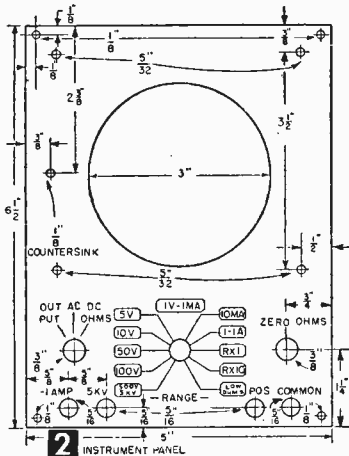 1/8"
1/8"
3/8"
5/32"
1/8"
2 3/8"
3 1/2"
3"
6 1/2"
1/8"
COUNTERSINK
1/2"
5/32"
1V-1MA
OUT AC DC
PUT OHMS
5V
10MA
10V
1-1A
ZERO OHMS
3/4"
50V
RX1
100V
RX10
3/8"
3/8"
1 1/4"
500V
5KV
LOW
OHMS
-1 AMP 5KV
RANGE
POS COMMON
1/8"
5/16
5/16
5/16
5/16
1/8"
2
5"
INSTRUMENT PANEL